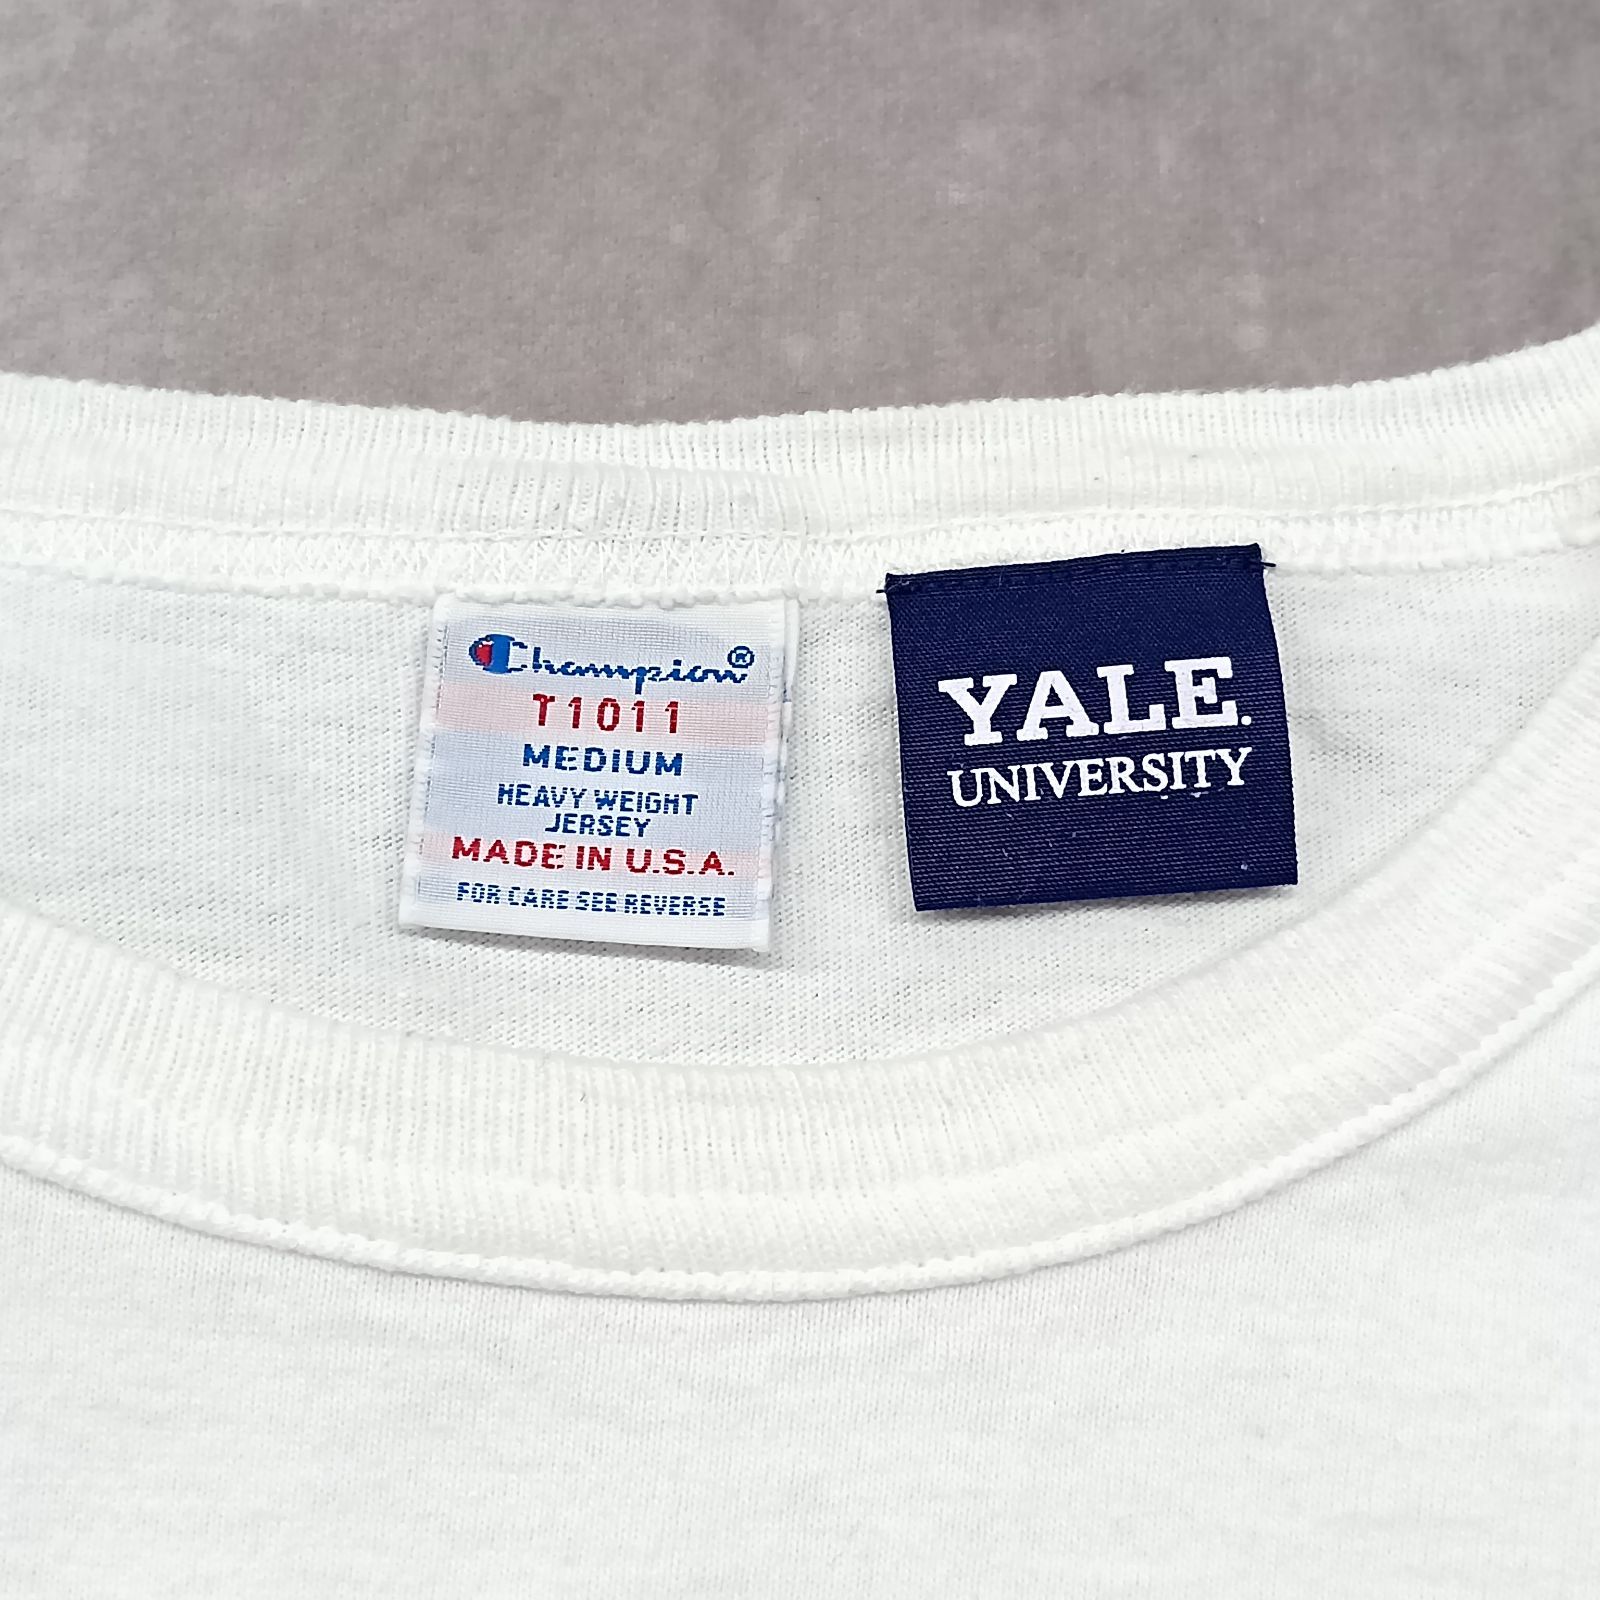 Champion®
T1011
MEDIUM
HEAVY WEIGHT
JERSEY
MADE IN U.S.A.
FOR CARE SEE REVERSE
YALE.
UNIVERSITY